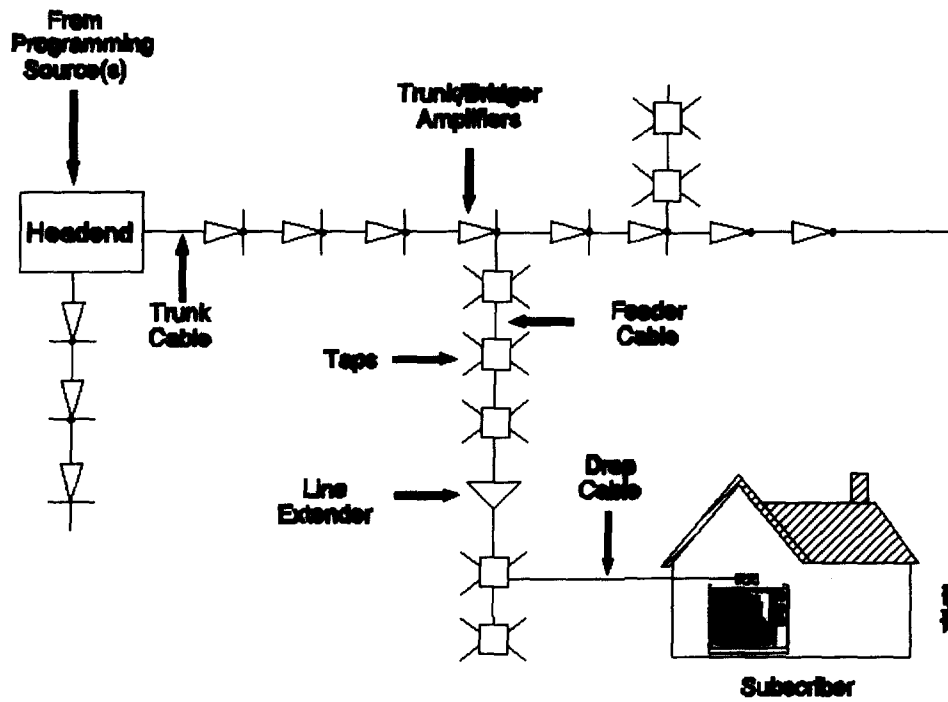 From
Programming
Source(s)
Trunk/Bridger
Amplifiers
Headend
Trunk
Cable
Feeder
Cable
Taps
Line
Extender
Drop
Cable
Subscriber